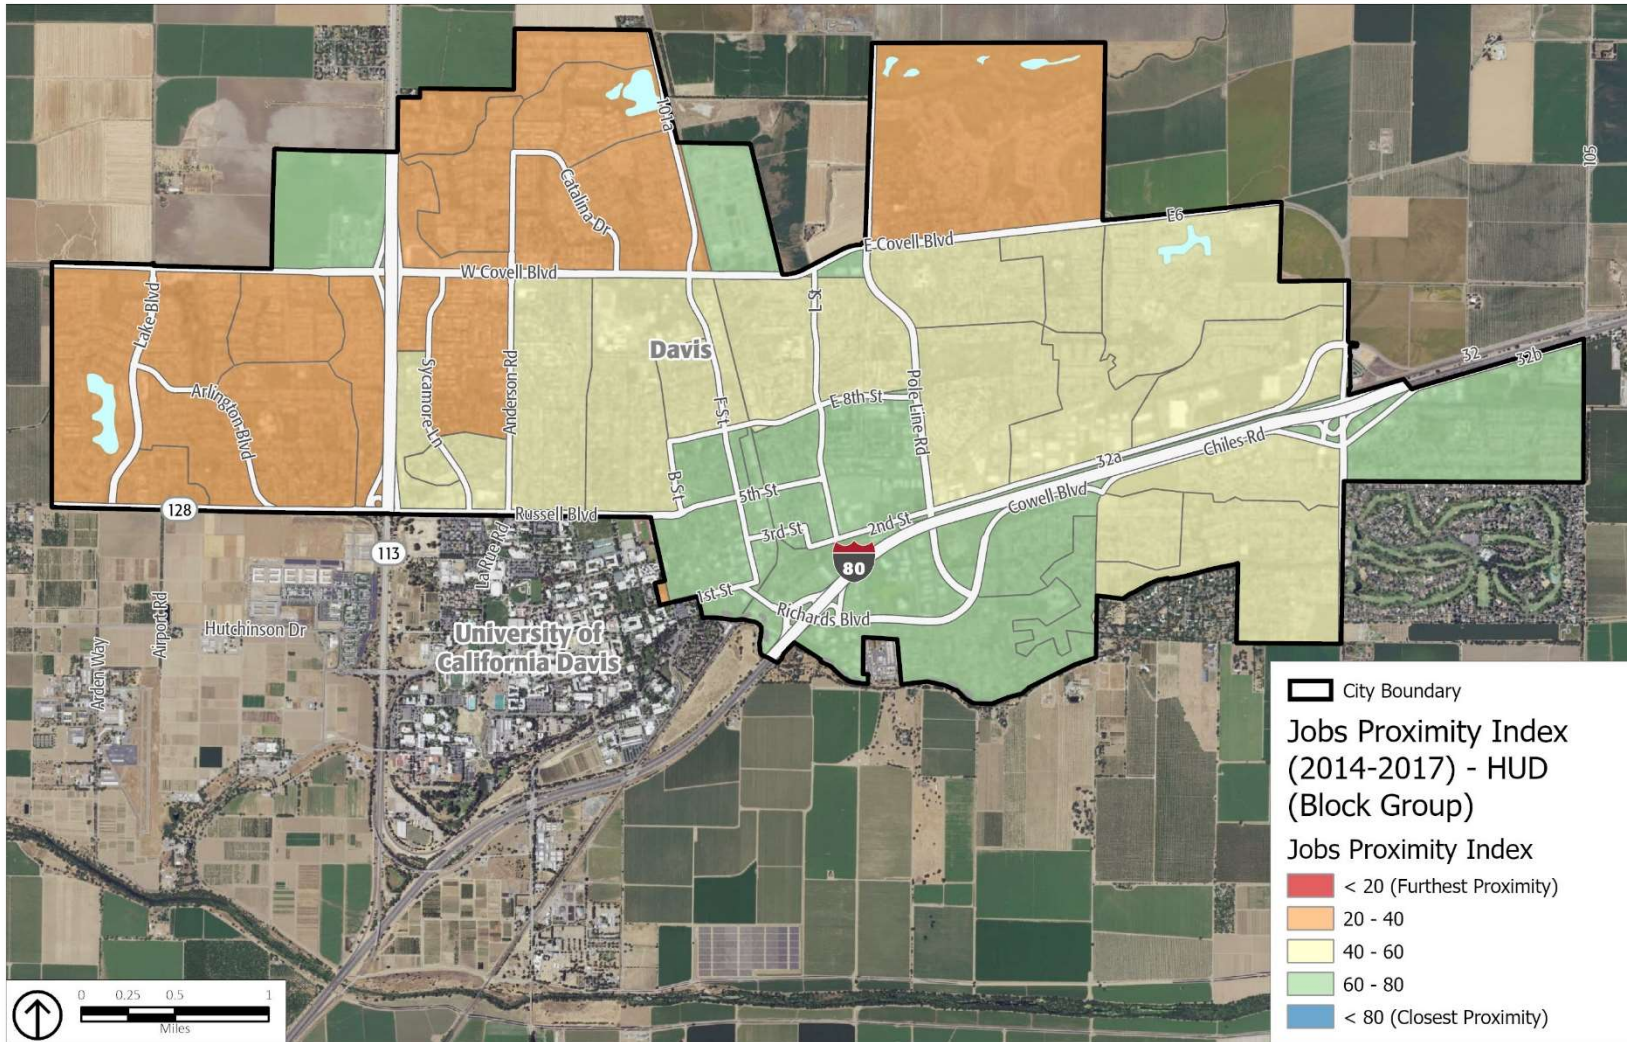 101a
105
Catalina Dr
E6
E Covell Blvd
W Covell Blvd
Lake Blvd
L St
Davis
32
32b
Sycamore Ln
Anderson Rd
F St
Pole Line Rd
Arlington Blvd
E 8th St
Chiles Rd
32a
B St
5th St
Cowell Blvd
128
Russell Blvd
2nd St
3rd St
La Rue Rd
113
80
1st St
Richards Blvd
Airport Rd
Hutchinson Dr
University of
California Davis
Arden Way
City Boundary
Jobs Proximity Index
(2014-2017) - HUD
(Block Group)
Jobs Proximity Index
< 20 (Furthest Proximity)
20 - 40
40 - 60
60 - 80
< 80 (Closest Proximity)
0 0.25 0.5 1
Miles